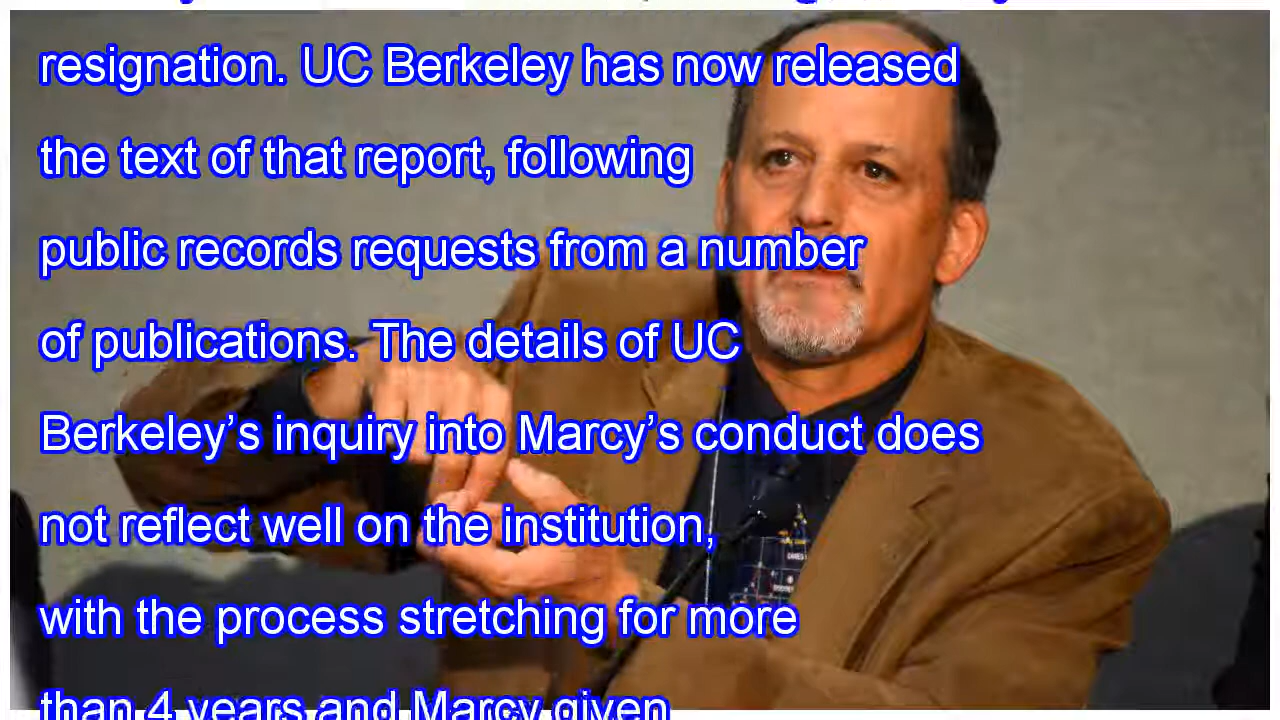 resignation. UC Berkeley has now released
the text of that report, following
public records requests from a number
of publications. The details of UC
Berkeley’s inquiry into Marcy’s conduct does
not reflect well on the institution,
with the process stretching for more
than 4 years and Marcy given